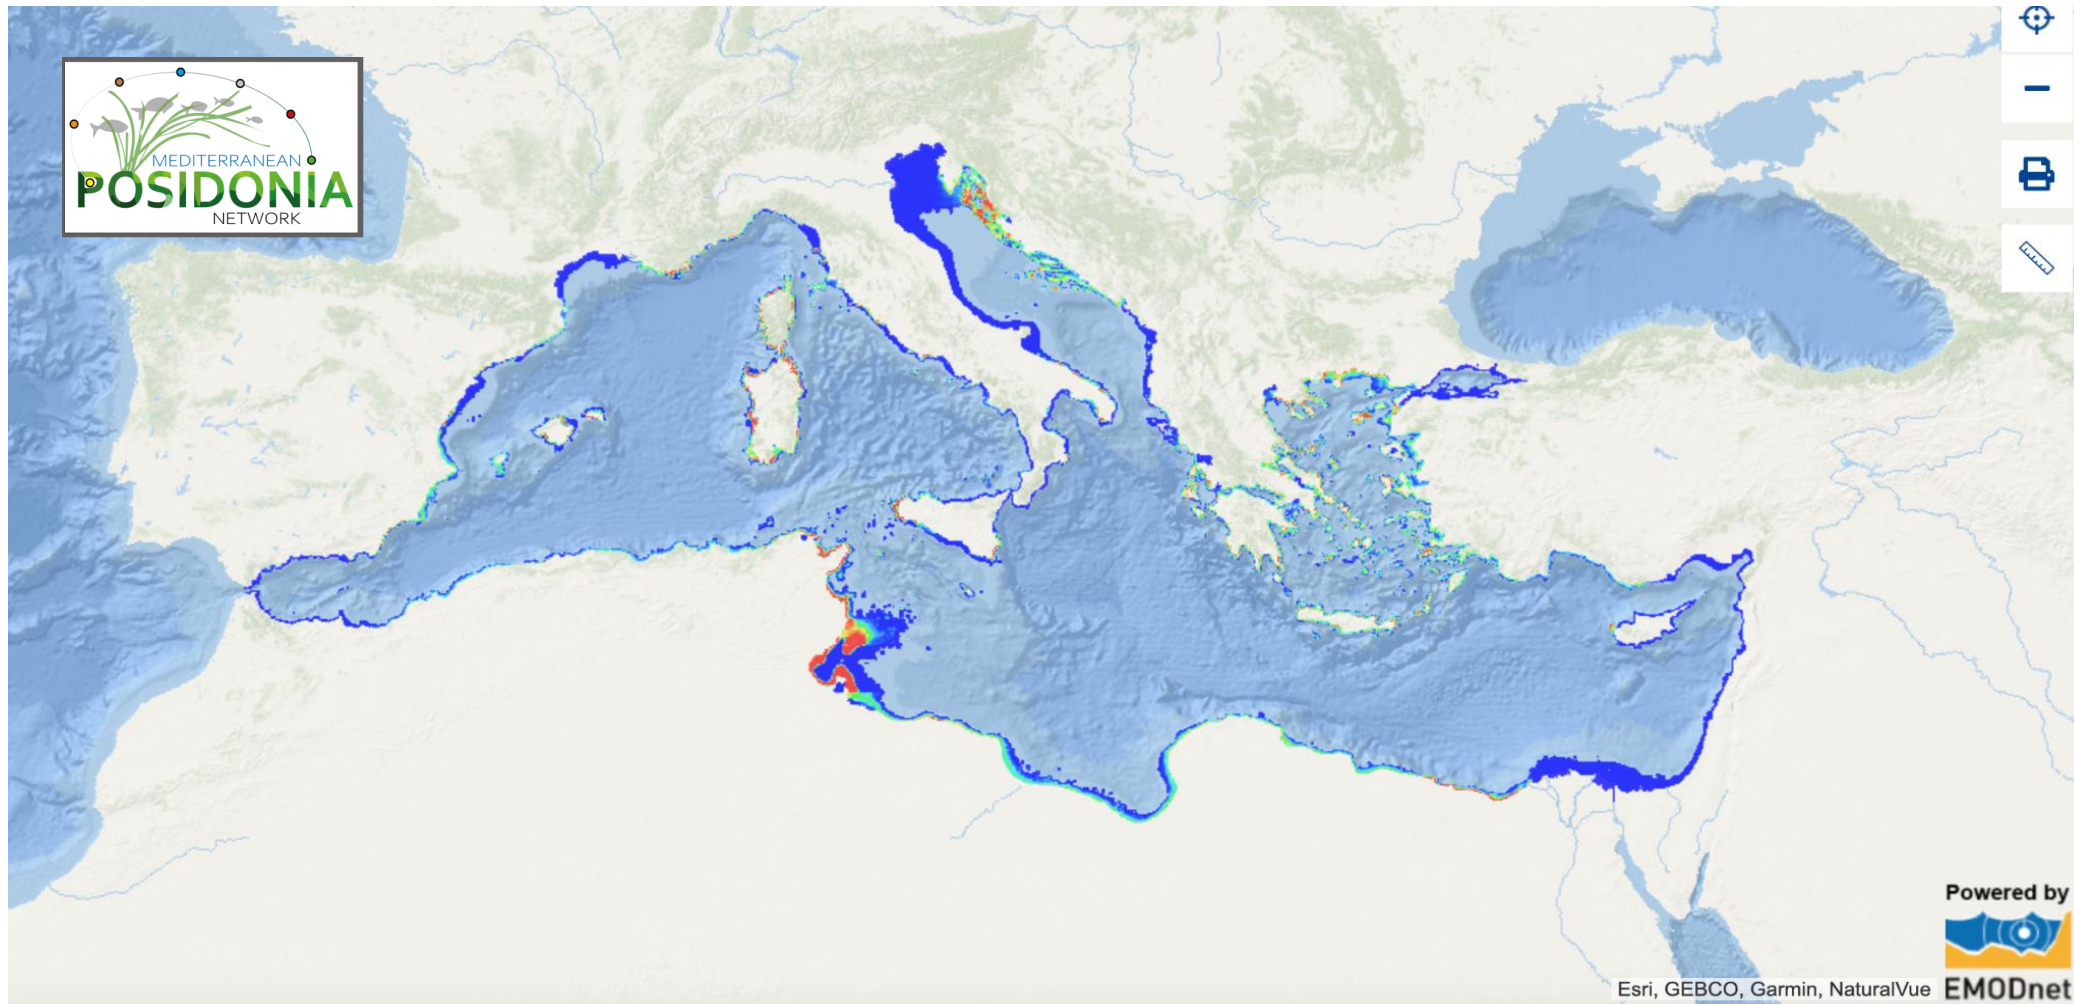 MEDITERRANEAN
POSIDONIA
NETWORK
Powered by
EMODnet
Esri, GEBCO, Garmin, NaturalVue